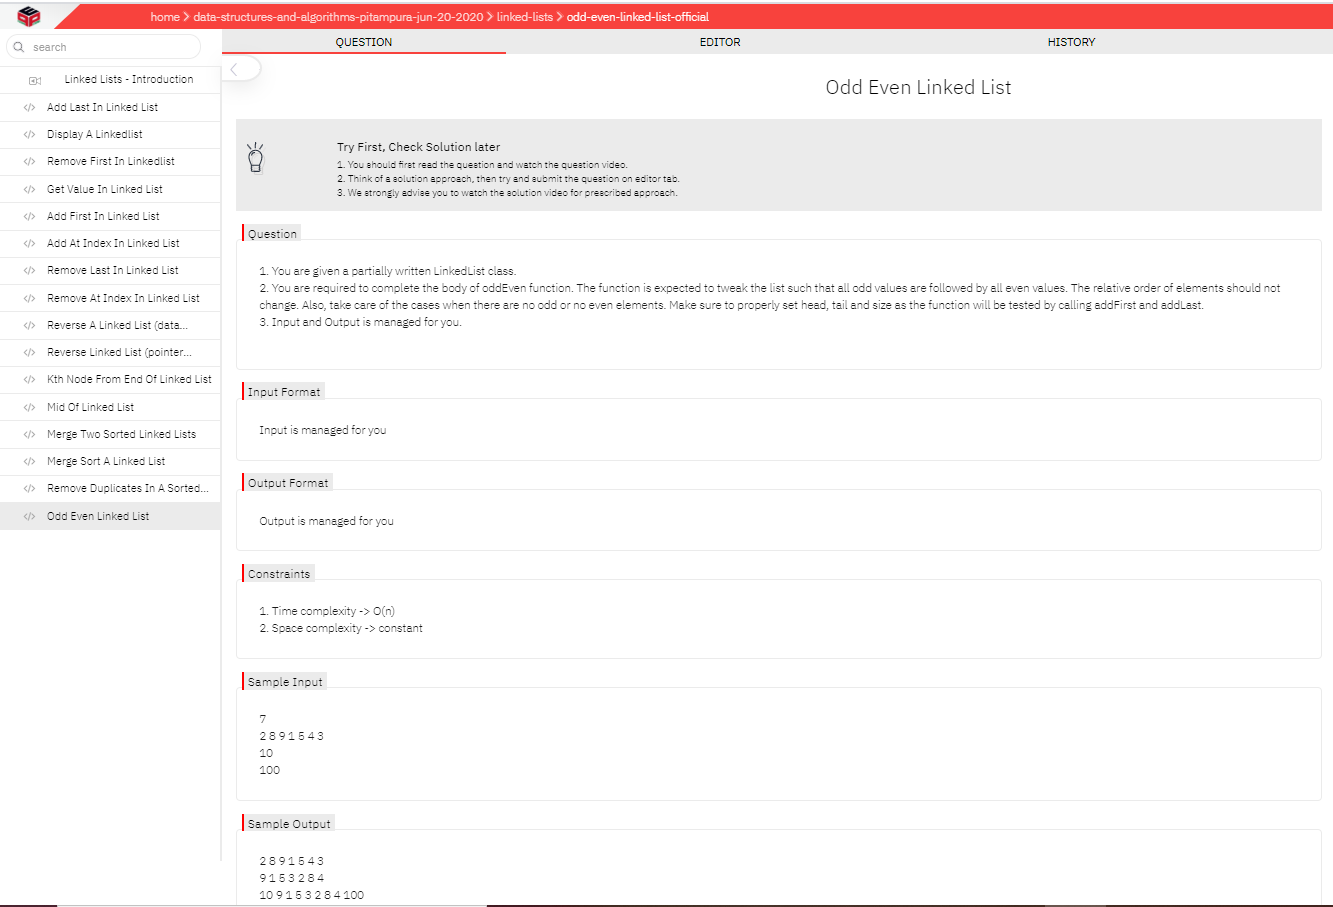 home > data-structures-and-algorithms-pitampura-jun-20-2020 > linked-lists > odd-even-linked-list-official
search
QUESTION
EDITOR
HISTORY
Linked Lists - Introduction
Add Last In Linked List
Display A Linkedlist
Remove First In Linkedlist
Get Value In Linked List
Add First In Linked List
Add At Index In Linked List
Remove Last In Linked List
Remove At Index In Linked List
Reverse A Linked List (data...
Reverse Linked List (pointer...
Kth Node From End Of Linked List
Mid Of Linked List
Merge Two Sorted Linked Lists
Merge Sort A Linked List
Remove Duplicates In A Sorted...
Odd Even Linked List
Odd Even Linked List
Try First, Check Solution later
1. You should first read the question and watch the question video.
2. Think of a solution approach, then try and submit the question on editor tab.
3. We strongly advise you to watch the solution video for prescribed approach.
Question
1. You are given a partially written LinkedList class.
2. You are required to complete the body of oddEven function. The function is expected to tweak the list such that all odd values are followed by all even values. The relative order of elements should not
change. Also, take care of the cases when there are no odd or no even elements. Make sure to properly set head, tail and size as the function will be tested by calling addFirst and addLast.
3. Input and Output is managed for you.
Input Format
Input is managed for you
Output Format
Output is managed for you
Constraints
1. Time complexity -> O(n)
2. Space complexity -> constant
Sample Input
7
2 8 9 1 5 4 3
10
100
Sample Output
2 8 9 1 5 4 3
9 1 5 3 2 8 4
10 9 1 5 3 2 8 4 100